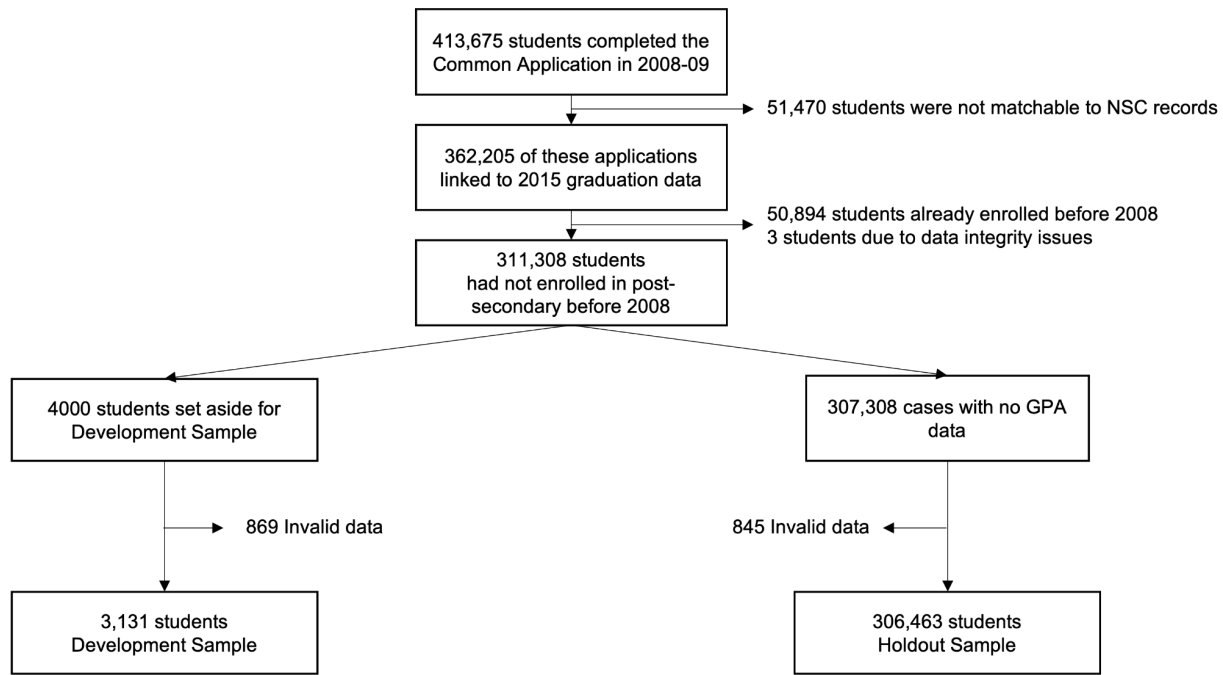 413,675 students completed the
Common Application in 2008-09
51,470 students were not matchable to NSC records
362,205 of these applications
linked to 2015 graduation data
50,894 students already enrolled before 2008
3 students due to data integrity issues
311,308 students
had not enrolled in post-
secondary before 2008
4000 students set aside for
Development Sample
307,308 cases with no GPA
data
869 Invalid data
845 Invalid data
3,131 students
Development Sample
306,463 students
Holdout Sample